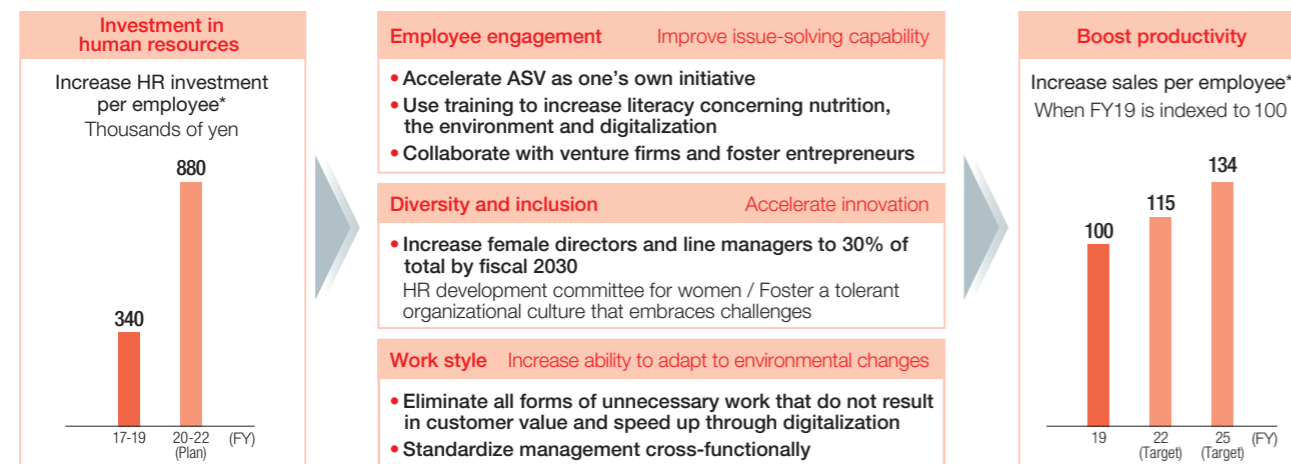 Investment in
human resources
Increase HR investment
per employee*
Thousands of yen
880
340
17-19
20-22
(Plan)
(FY)
Employee engagement Improve issue-solving capability
• Accelerate ASV as one's own initiative
• Use training to increase literacy concerning nutrition,
the environment and digitalization
• Collaborate with venture firms and foster entrepreneurs
Diversity and inclusion Accelerate innovation
• Increase female directors and line managers to 30% of
total by fiscal 2030
HR development committee for women / Foster a tolerant
organizational culture that embraces challenges
Work style Increase ability to adapt to environmental changes
• Eliminate all forms of unnecessary work that do not result
in customer value and speed up through digitalization
• Standardize management cross-functionally
Boost productivity
Increase sales per employee*
When FY19 is indexed to 100
100
115
134
19
22
(Target)
25
(Target)
(FY)